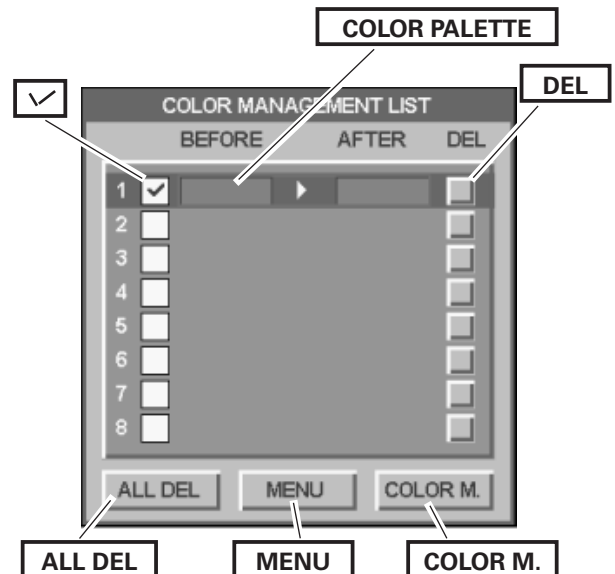 COLOR PALETTE
DEL
COLOR MANAGEMENT LIST
BEFORE AFTER DEL
1
2
3
4
5
6
7
8
ALL DEL MENU COLOR M.
ALL DEL MENU COLOR M.